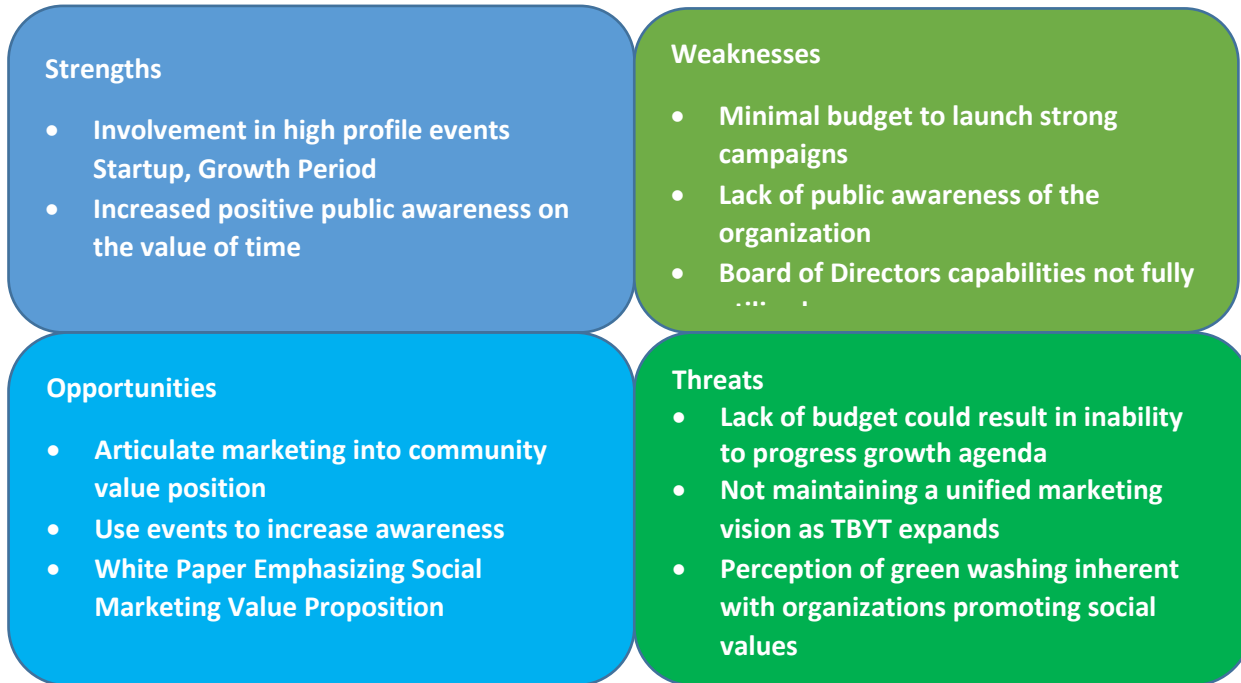 Strengths
• Involvement in high profile events
Startup, Growth Period
• Increased positive public awareness on
the value of time
Weaknesses
• Minimal budget to launch strong
campaigns
• Lack of public awareness of the
organization
• Board of Directors capabilities not fully
Opportunities
• Articulate marketing into community
value position
• Use events to increase awareness
• White Paper Emphasizing Social
Marketing Value Proposition
Threats
• Lack of budget could result in inability
to progress growth agenda
• Not maintaining a unified marketing
vision as TBYT expands
• Perception of green washing inherent
with organizations promoting social
values